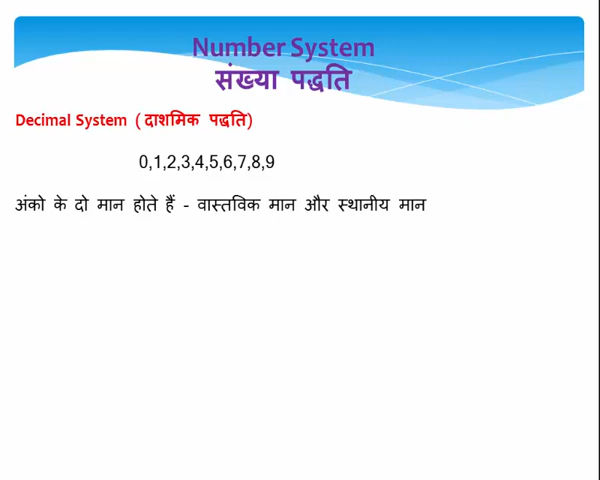 Number System
संख्या पद्धति
Decimal System ( दाशमिक पद्धति)
0,1,2,3,4,5,6,7,8,9
अंको के दो मान होते हैं - वास्तविक मान और स्थानीय मान